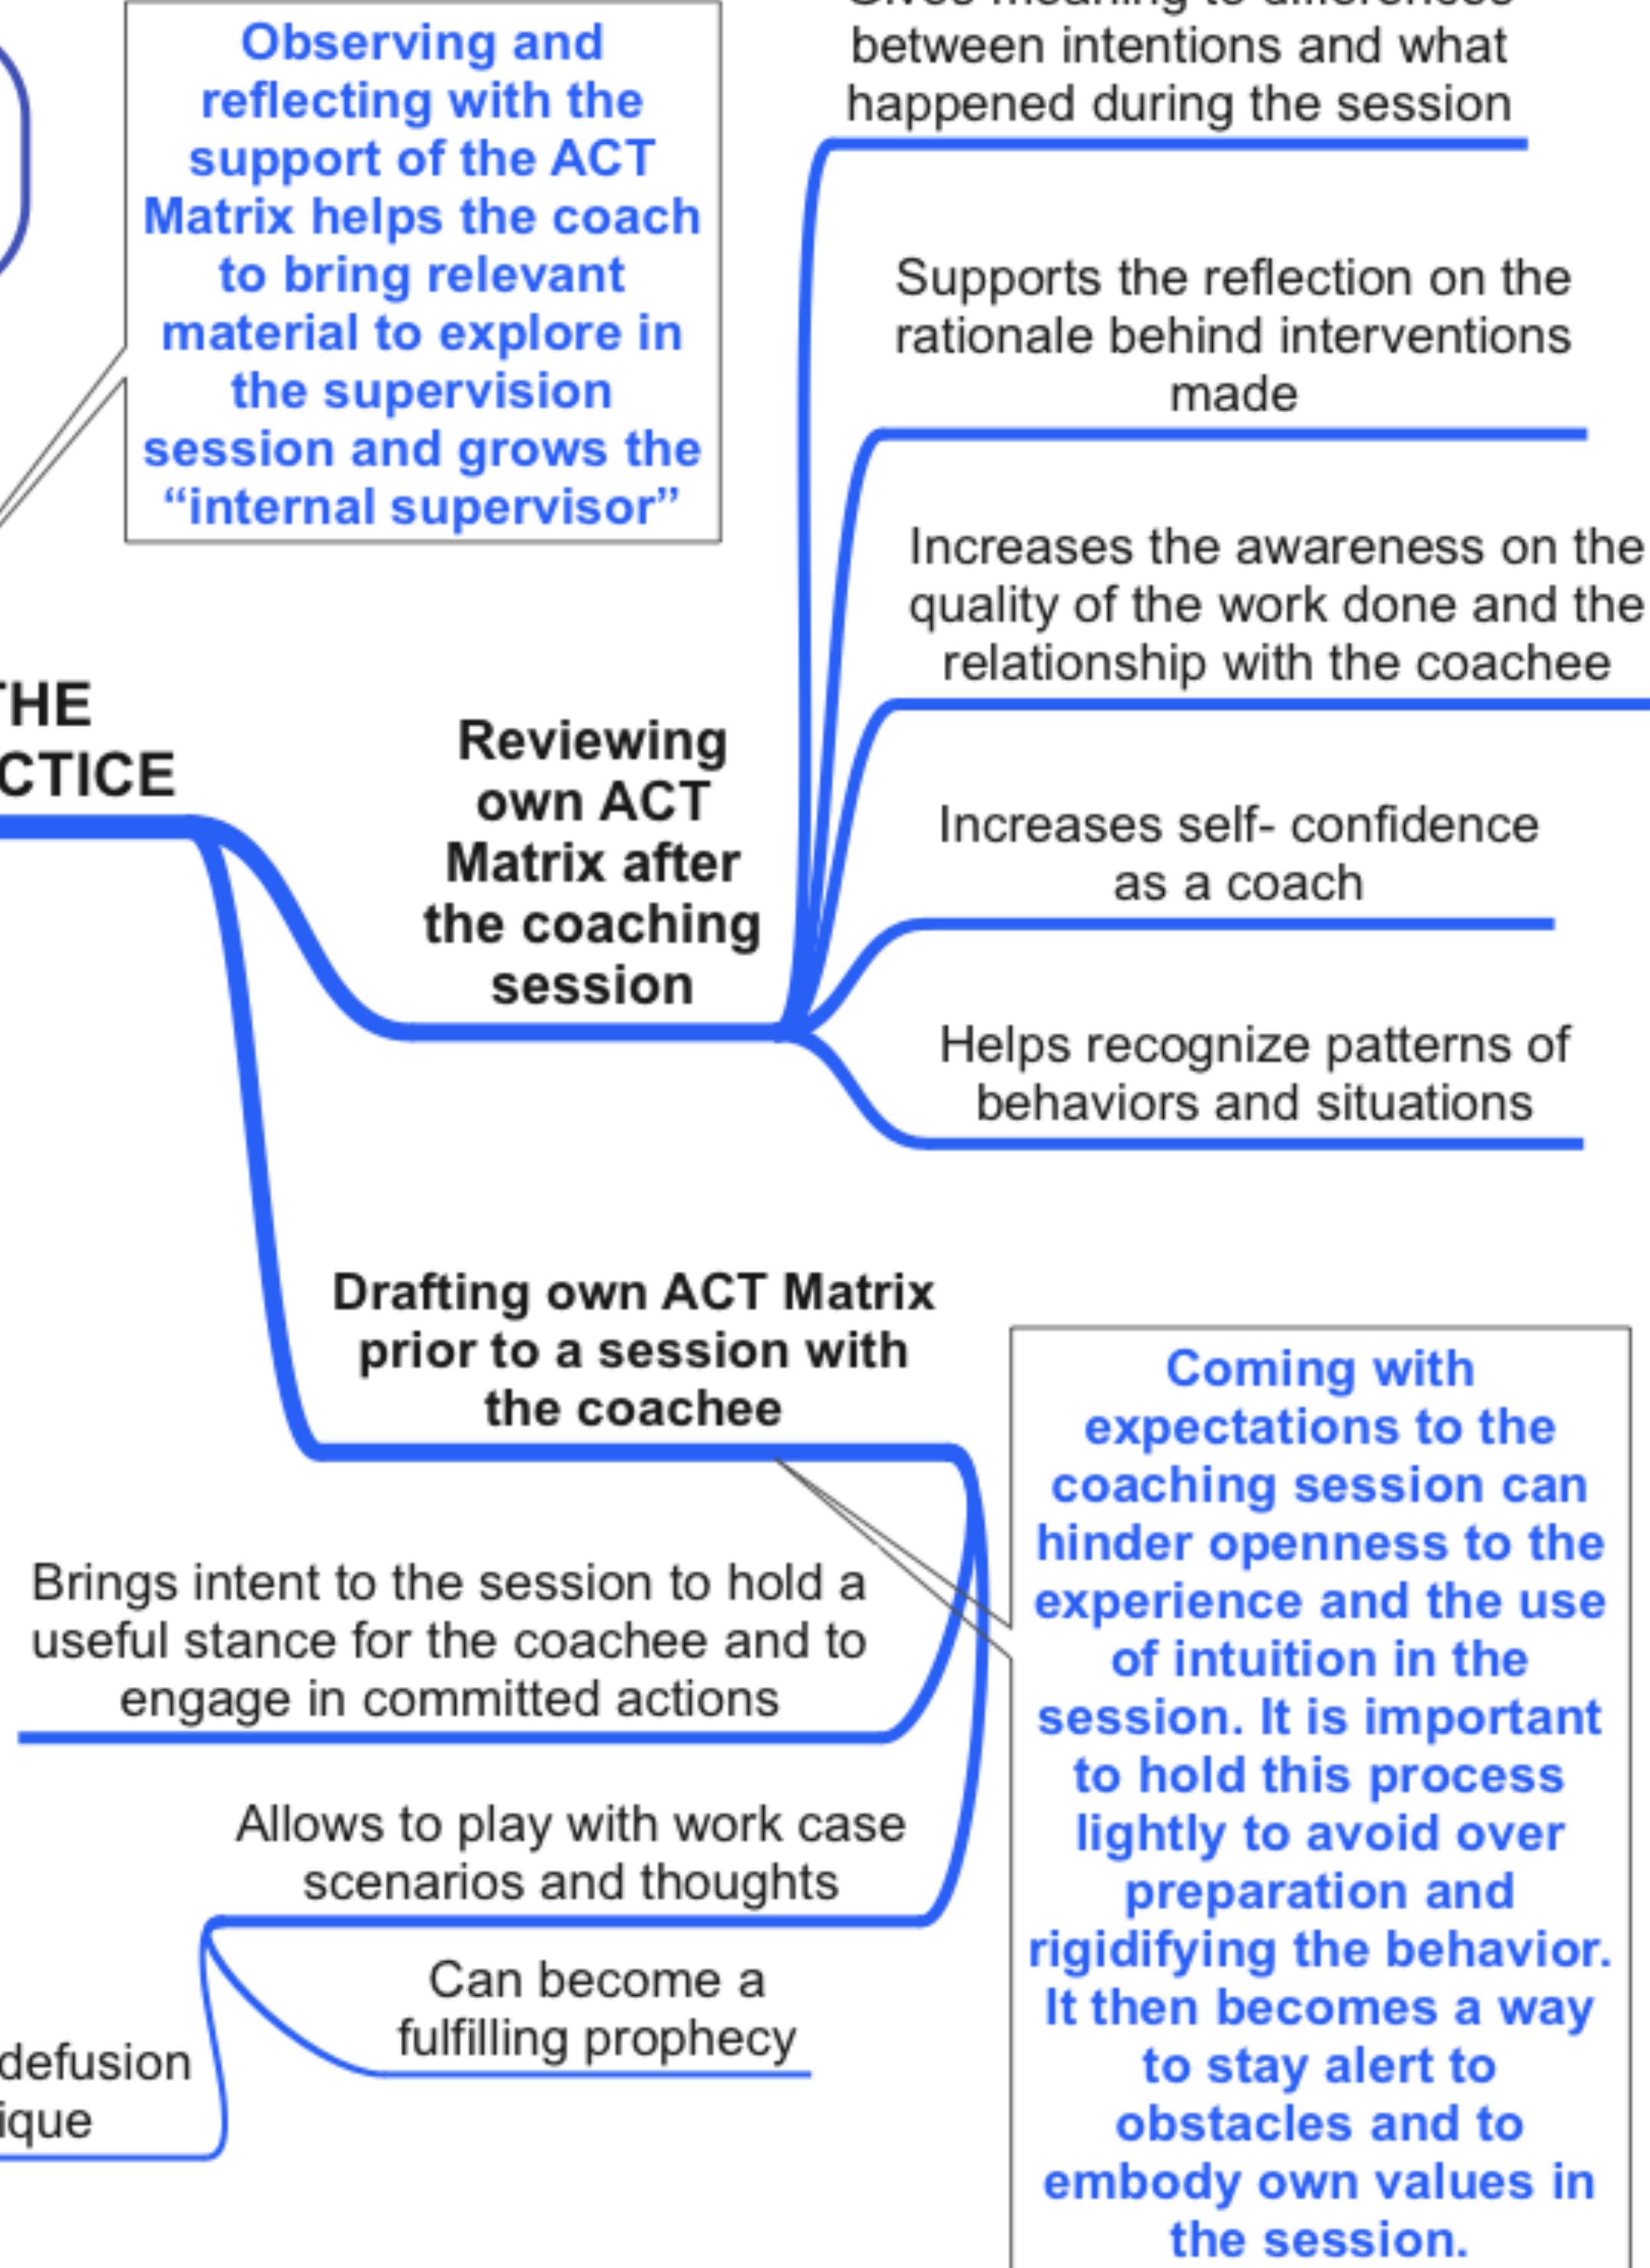 Observing and
reflecting with the
support of the ACT
Matrix helps the coach
to bring relevant
material to explore in
the supervision
session and grows the
“internal supervisor”
between intentions and what
happened during the session
Supports the reflection on the
rationale behind interventions
made
Increases the awareness on the
quality of the work done and the
relationship with the coachee
Increases self- confidence
as a coach
Helps recognize patterns of
behaviors and situations
THE
CTICE
Reviewing
own ACT
Matrix after
the coaching
session
Drafting own ACT Matrix
prior to a session with
the coachee
Brings intent to the session to hold a
useful stance for the coachee and to
engage in committed actions
Allows to play with work case
scenarios and thoughts
Can become a
fulfilling prophecy
defusion
ique
Coming with
expectations to the
coaching session can
hinder openness to the
experience and the use
of intuition in the
session. It is important
to hold this process
lightly to avoid over
preparation and
rigidifying the behavior.
It then becomes a way
to stay alert to
obstacles and to
embody own values in
the session.